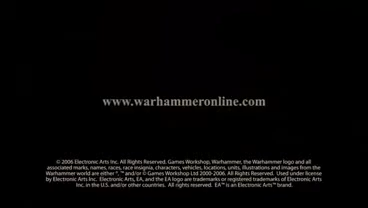 www.warhammeronline.com
© 2006 Electronic Arts Inc. All Rights Reserved. Games Workshop, Warhammer, the Warhammer logo and all
associated marks, names, races, race insignia, characters, vehicles, locations, units, illustrations and images from the
Warhammer world are either ®, ™ and/or © Games Workshop Ltd 2000-2006. All Rights Reserved. Used under license
by Electronic Arts Inc. Electronic Arts, EA, and the EA logo are trademarks or registered trademarks of Electronic Arts
Inc. in the U.S. and/or other countries. All rights reserved. EA™ is an Electronic Arts™ brand.